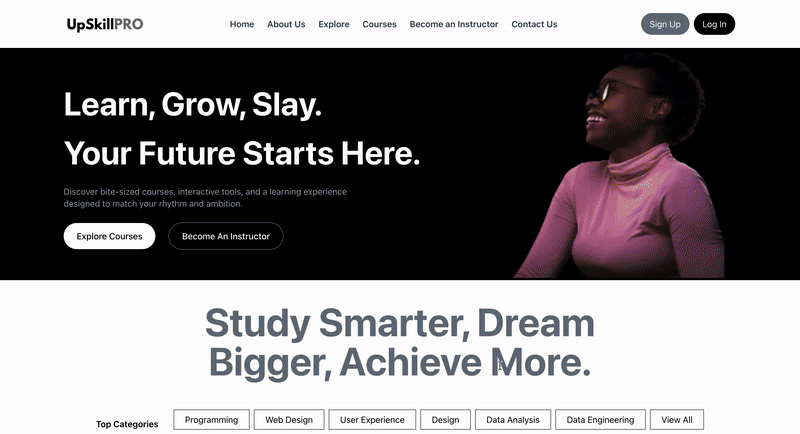 UpSkillPRO
Home About Us Explore Courses Become an Instructor Contact Us
Sign Up Log In
Learn, Grow, Slay.
Your Future Starts Here.
Discover bite-sized courses, interactive tools, and a learning experience
designed to match your rhythm and ambition.
Explore Courses Become An Instructor
Study Smarter, Dream
Bigger, Achieve More.
Top Categories Programming Web Design User Experience Design Data Analysis Data Engineering View All